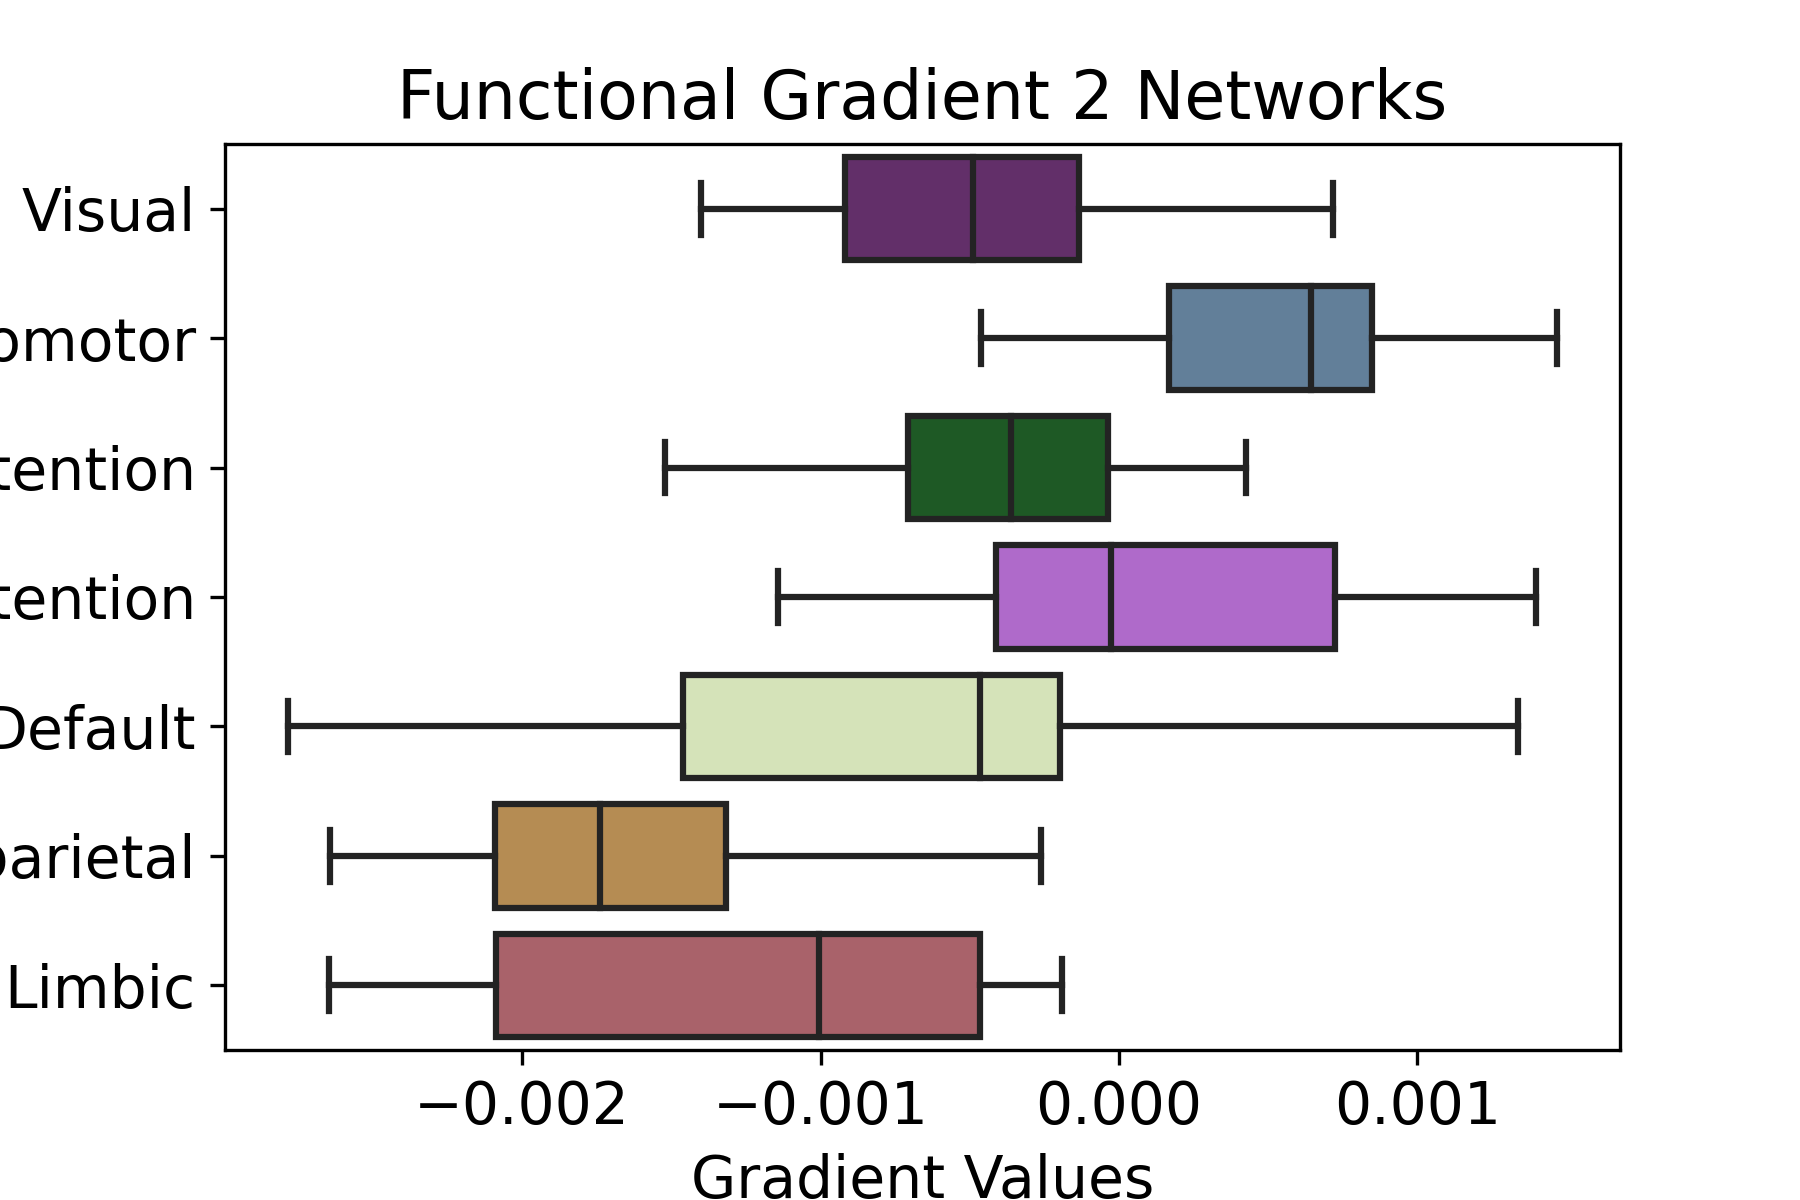 Functional Gradient 2 Networks
Visual
omotor
tention
tention
Default
parietal
Limbic
−0.002 −0.001 0.000 0.001
Gradient Values